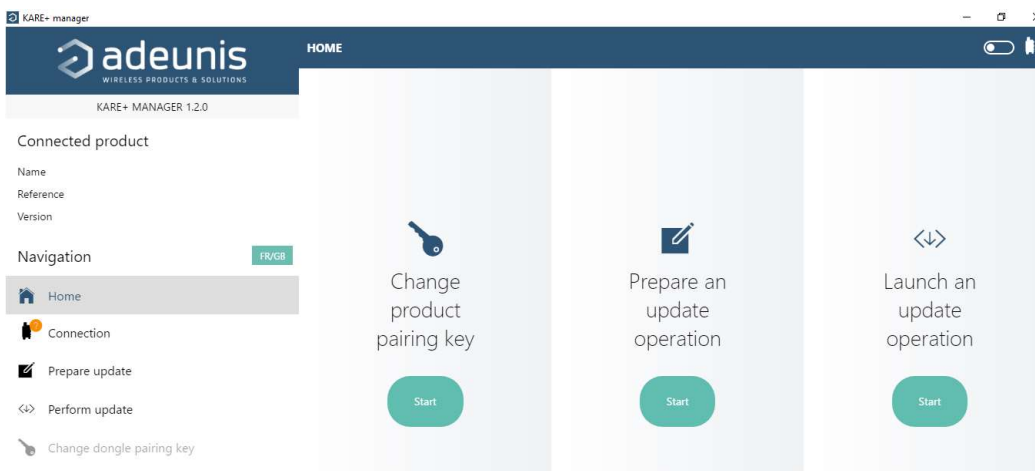 KARE+ manager
adeunis
WIRELESS PRODUCTS & SOLUTIONS
HOME
KARE+ MANAGER 1.2.0
Connected product
Name
Reference
Version
Navigation
FR/GB
Home
Connection
Prepare update
Perform update
Change dongle pairing key
Change
product
pairing key
Start
Prepare an
update
operation
Start
Launch an
update
operation
Start